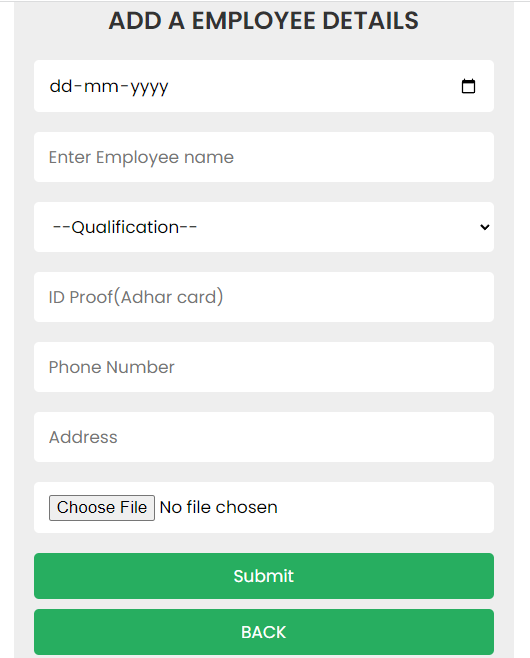 ADD A EMPLOYEE DETAILS
dd-mm-yyyy
Enter Employee name
--Qualification--
ID Proof(Adhar card)
Phone Number
Address
Choose File No file chosen
Submit
BACK